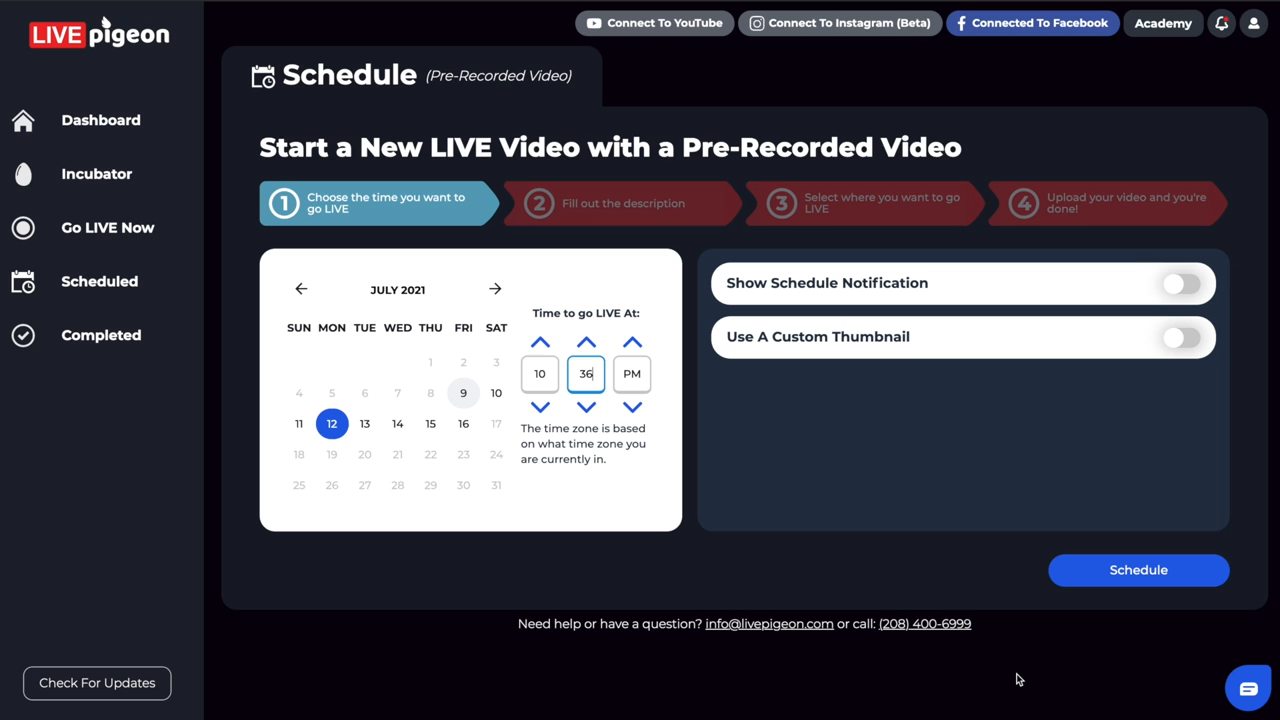 LIVE pigeon
Connect To YouTube
Connect To Instagram (Beta)
Connected To Facebook
Academy
Dashboard
Incubator
Go LIVE Now
Scheduled
Completed
Check For Updates
Schedule (Pre-Recorded Video)
Start a New LIVE Video with a Pre-Recorded Video
1 Choose the time you want to
go LIVE
2 Fill out the description
3 Select where you want to go
LIVE
4 Upload your video and you're
done!
JULY 2021
SUN MON TUE WED THU FRI SAT
1 2 3
4 5 6 7 8 9 10
11 12 13 14 15 16 17
18 19 20 21 22 23 24
25 26 27 28 29 30 31
Time to go LIVE At:
10 36 PM
The time zone is based
on what time zone you
are currently in.
Show Schedule Notification
Use A Custom Thumbnail
Schedule
Need help or have a question? info@livepigeon.com or call: (208) 400-6999